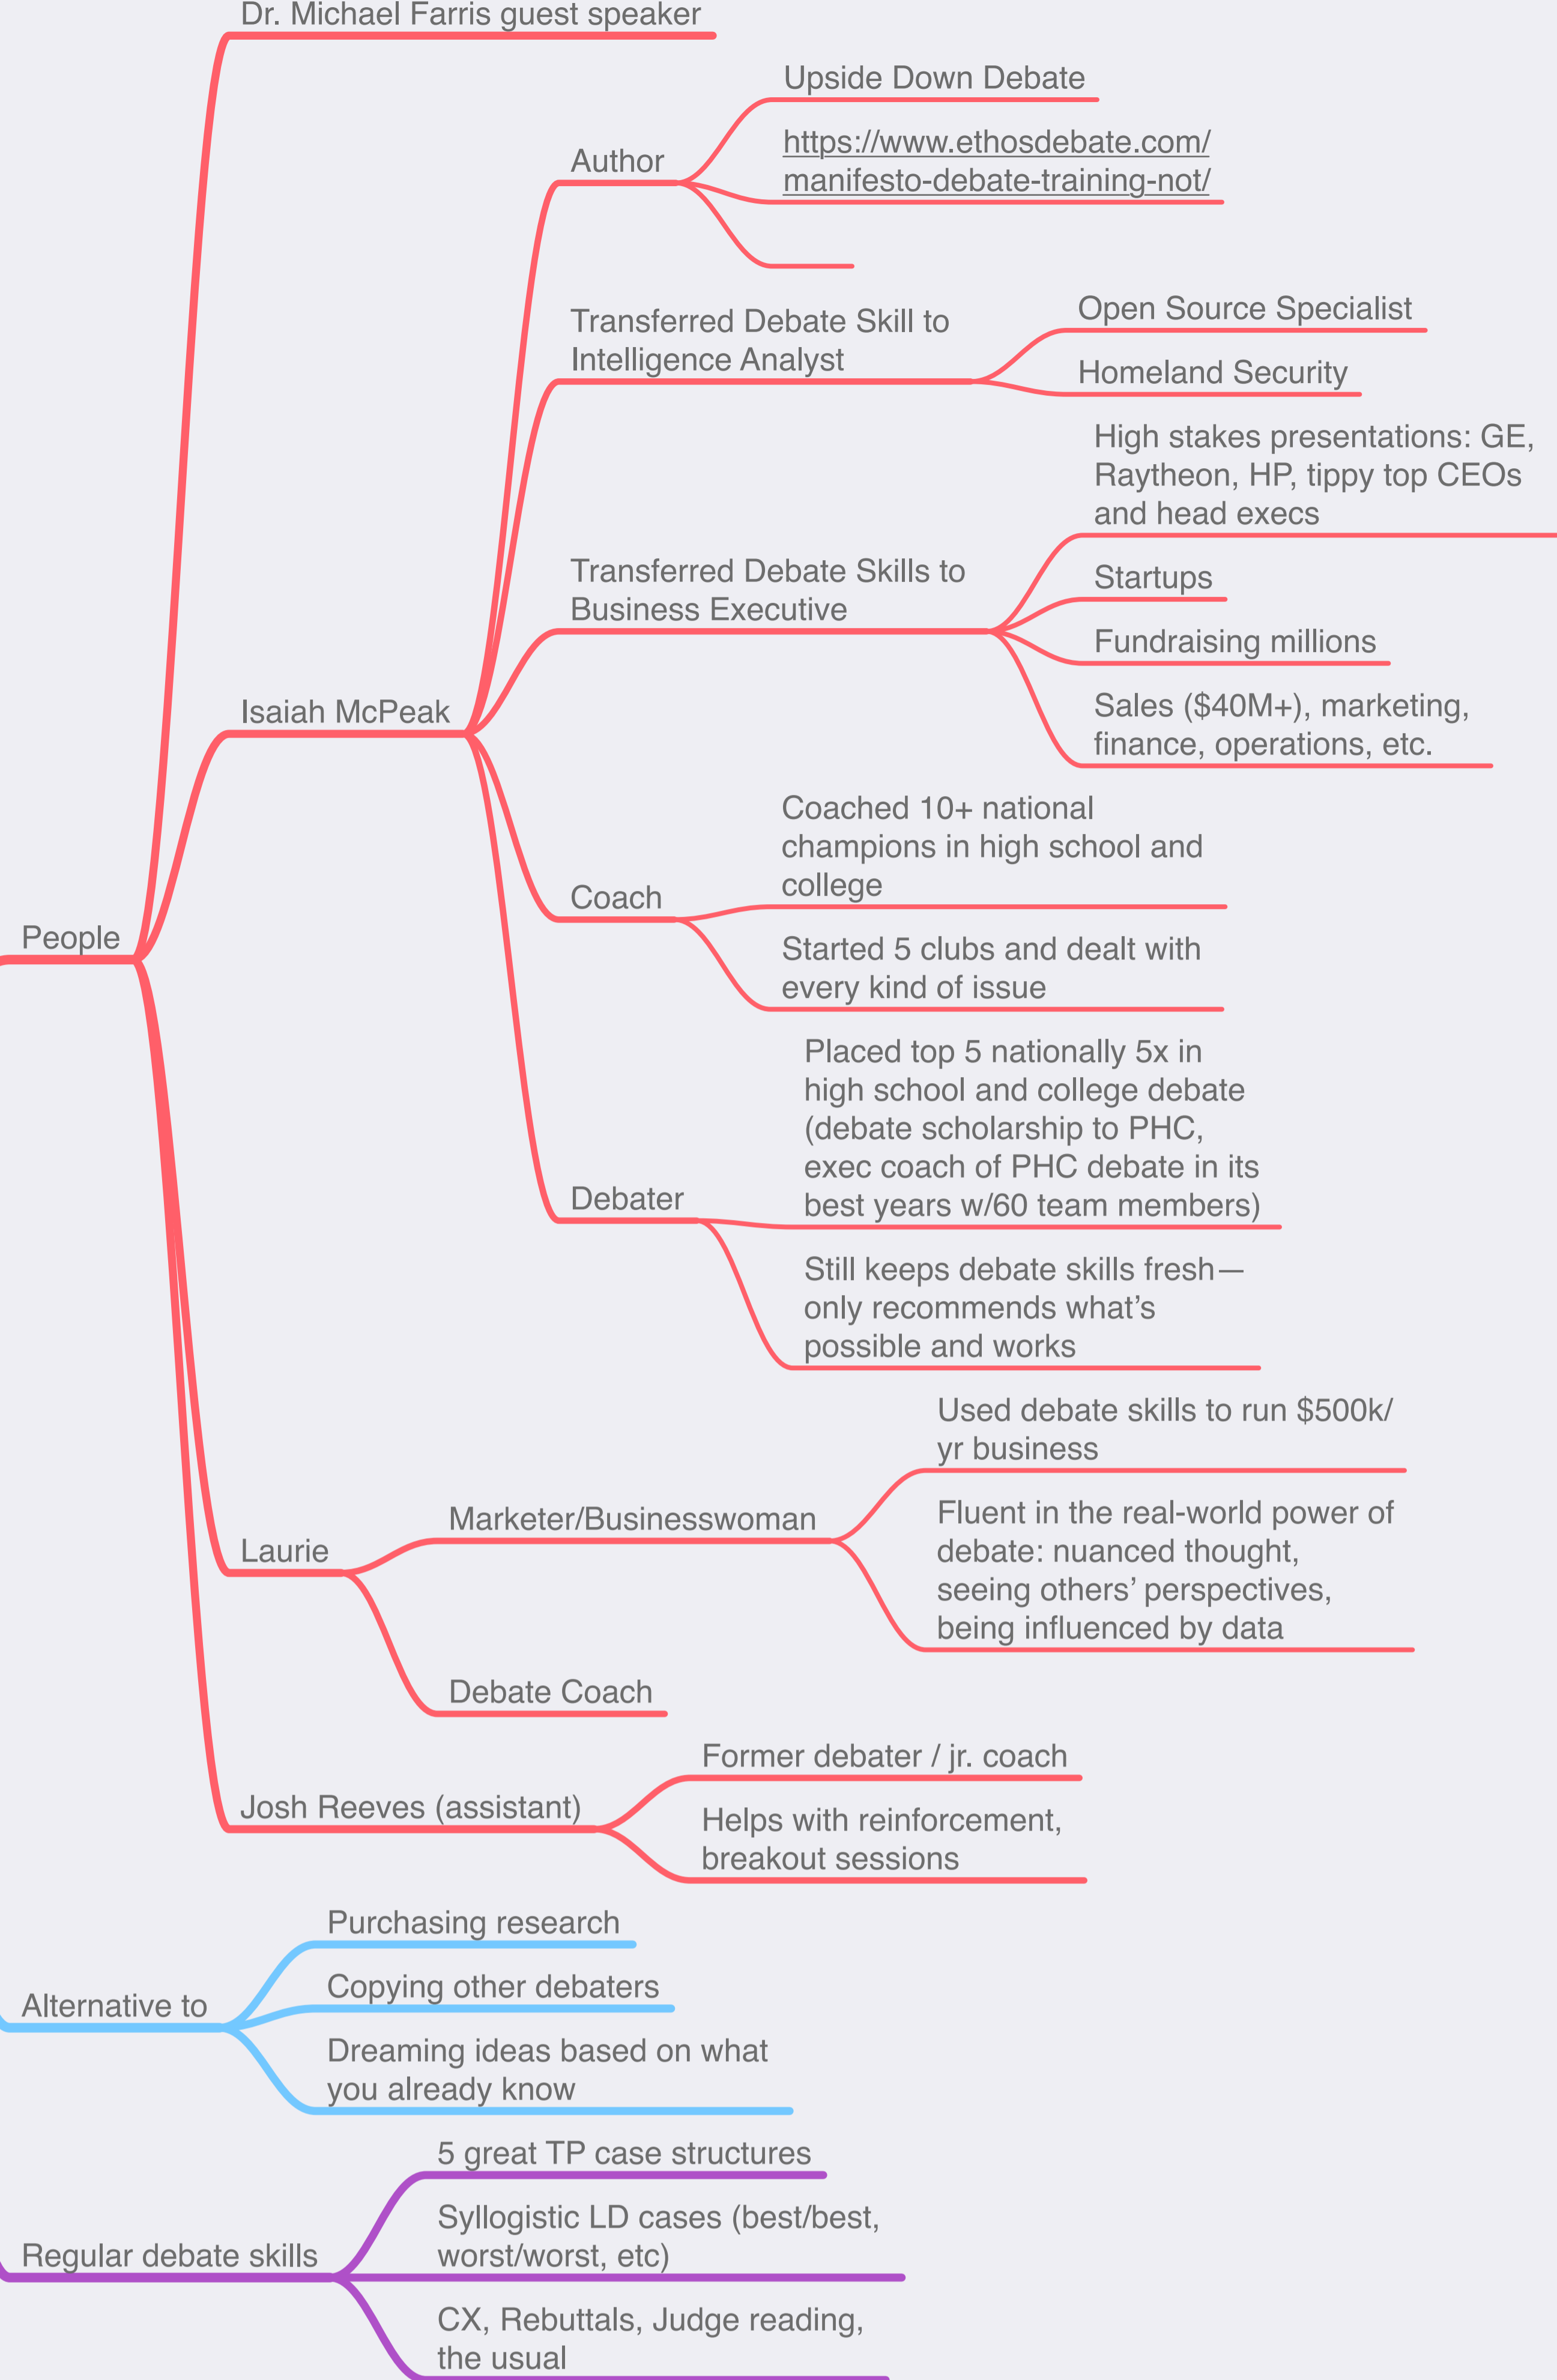 Dr. Michael Farris guest speaker
Upside Down Debate
https://www.ethosdebate.com/
manifesto-debate-training-not/
Author
Transferred Debate Skill to
Intelligence Analyst
Open Source Specialist
Homeland Security
High stakes presentations: GE,
Raytheon, HP, tippy top CEOs
and head execs
Transferred Debate Skills to
Business Executive
Startups
Fundraising millions
Sales ($40M+), marketing,
finance, operations, etc.
Isaiah McPeak
Coached 10+ national
champions in high school and
college
Coach
Started 5 clubs and dealt with
every kind of issue
People
Placed top 5 nationally 5x in
high school and college debate
(debate scholarship to PHC,
exec coach of PHC debate in its
best years w/60 team members)
Debater
Still keeps debate skills fresh—
only recommends what’s
possible and works
Used debate skills to run $500k/
yr business
Marketer/Businesswoman
Fluent in the real-world power of
debate: nuanced thought,
seeing others’ perspectives,
being influenced by data
Laurie
Debate Coach
Former debater / jr. coach
Josh Reeves (assistant)
Helps with reinforcement,
breakout sessions
Purchasing research
Alternative to
Copying other debaters
Dreaming ideas based on what
you already know
5 great TP case structures
Regular debate skills
Syllogistic LD cases (best/best,
worst/worst, etc)
CX, Rebuttals, Judge reading,
the usual